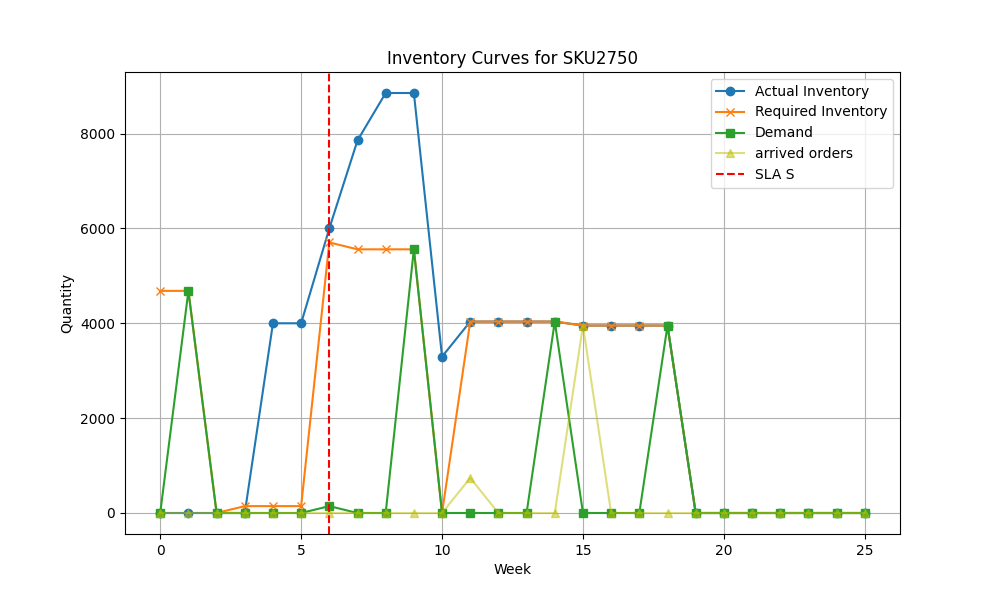 Inventory Curves for SKU2750
Actual Inventory
Required Inventory
Demand
arrived orders
SLA S
Quantity
8000
6000
4000
2000
0
0 5 10 15 20 25
Week